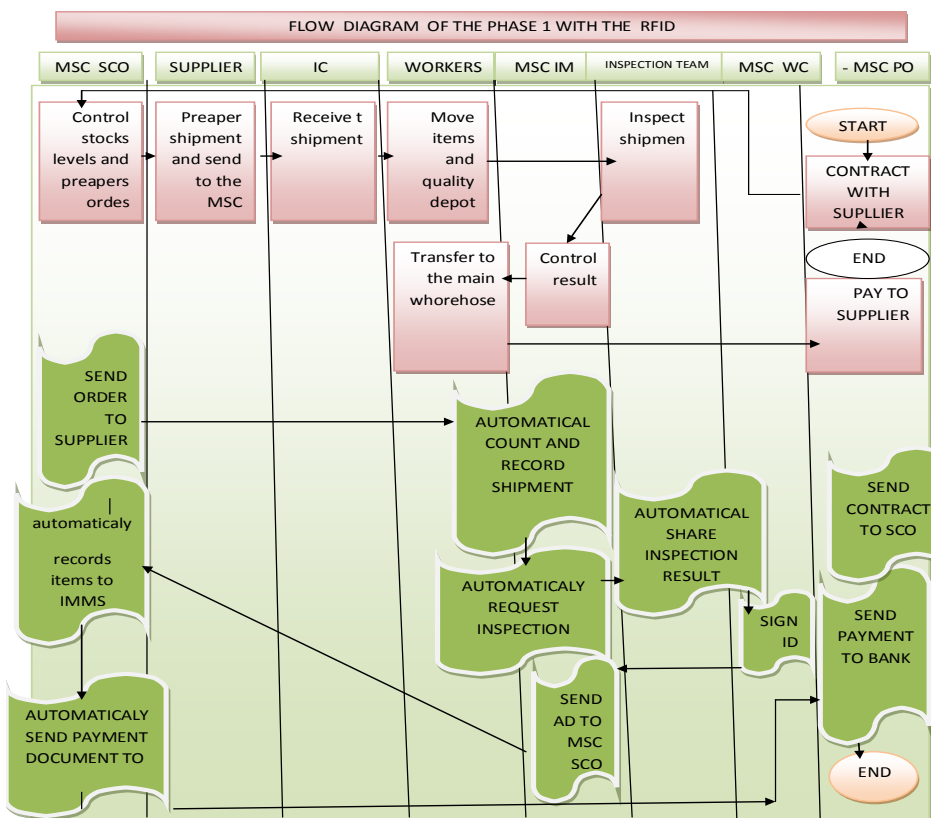 FLOW DIAGRAM OF THE PHASE 1 WITH THE RFID
MSC SCO
SUPPLIER
IC
WORKERS
MSC IM
INSPECTION TEAM
MSC WC
- MSC PO
Control
stocks
levels and
preapers
ordes
Preaper
shipment
and send
to the
MSC
Receive t
shipment
Move
items
and
quality
depot
Inspect
shipmen
START
CONTRACT
WITH
SUPLLIER
END
Transfer to
the main
whorehose
Control
result
PAY TO
SUPPLIER
SEND
ORDER
TO
SUPPLIER
AUTOMATICAL
COUNT AND
RECORD
SHIPMENT
SEND
CONTRACT
TO SCO
|
automaticaly
records
items to
IMMS
AUTOMATICAL
SHARE
INSPECTION
RESULT
AUTOMATICALY
REQUEST
INSPECTION
SIGN
ID
SEND
PAYMENT
TO BANK
AUTOMATICALY
SEND PAYMENT
DOCUMENT TO
SEND
AD TO
MSC
SCO
END